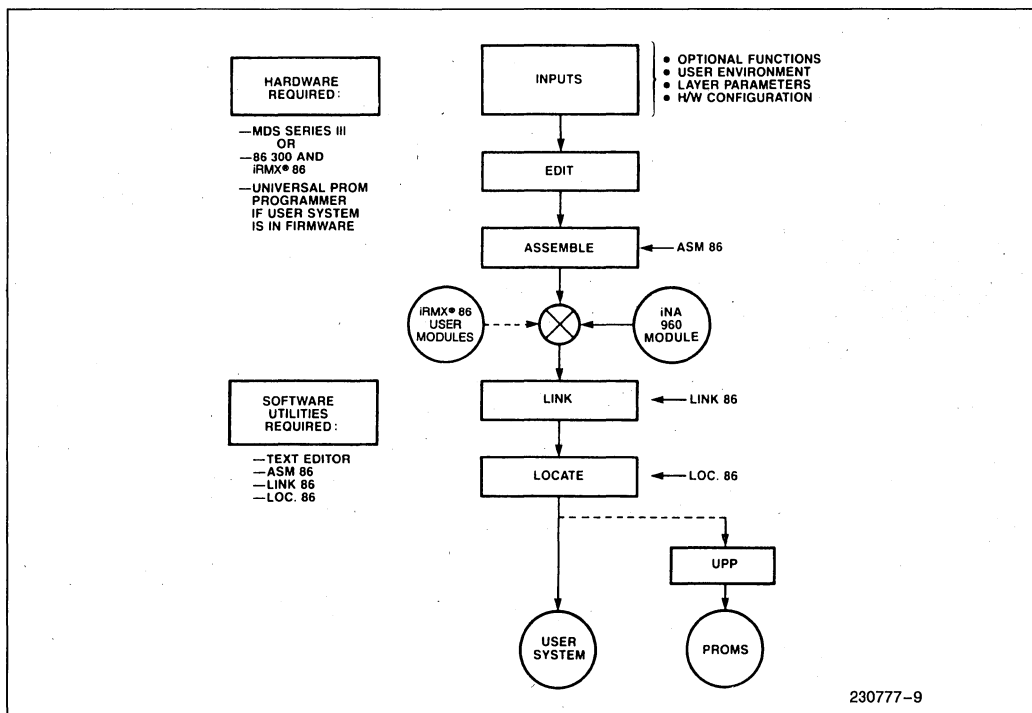 HARDWARE
REQUIRED:
—MDS SERIES III
OR
—86 300 AND
iRMX® 86
—UNIVERSAL PROM
PROGRAMMER
IF USER SYSTEM
IS IN FIRMWARE
INPUTS
• OPTIONAL FUNCTIONS
• USER ENVIRONMENT
• LAYER PARAMETERS
• H/W CONFIGURATION
EDIT
ASSEMBLE
ASM 86
iRMX® 86
USER
MODULES
iNA
960
MODULE
SOFTWARE
UTILITIES
REQUIRED:
—TEXT EDITOR
—ASM 86
—LINK 86
—LOC. 86
LINK
LINK 86
LOCATE
LOC. 86
UPP
USER
SYSTEM
PROMS
230777-9